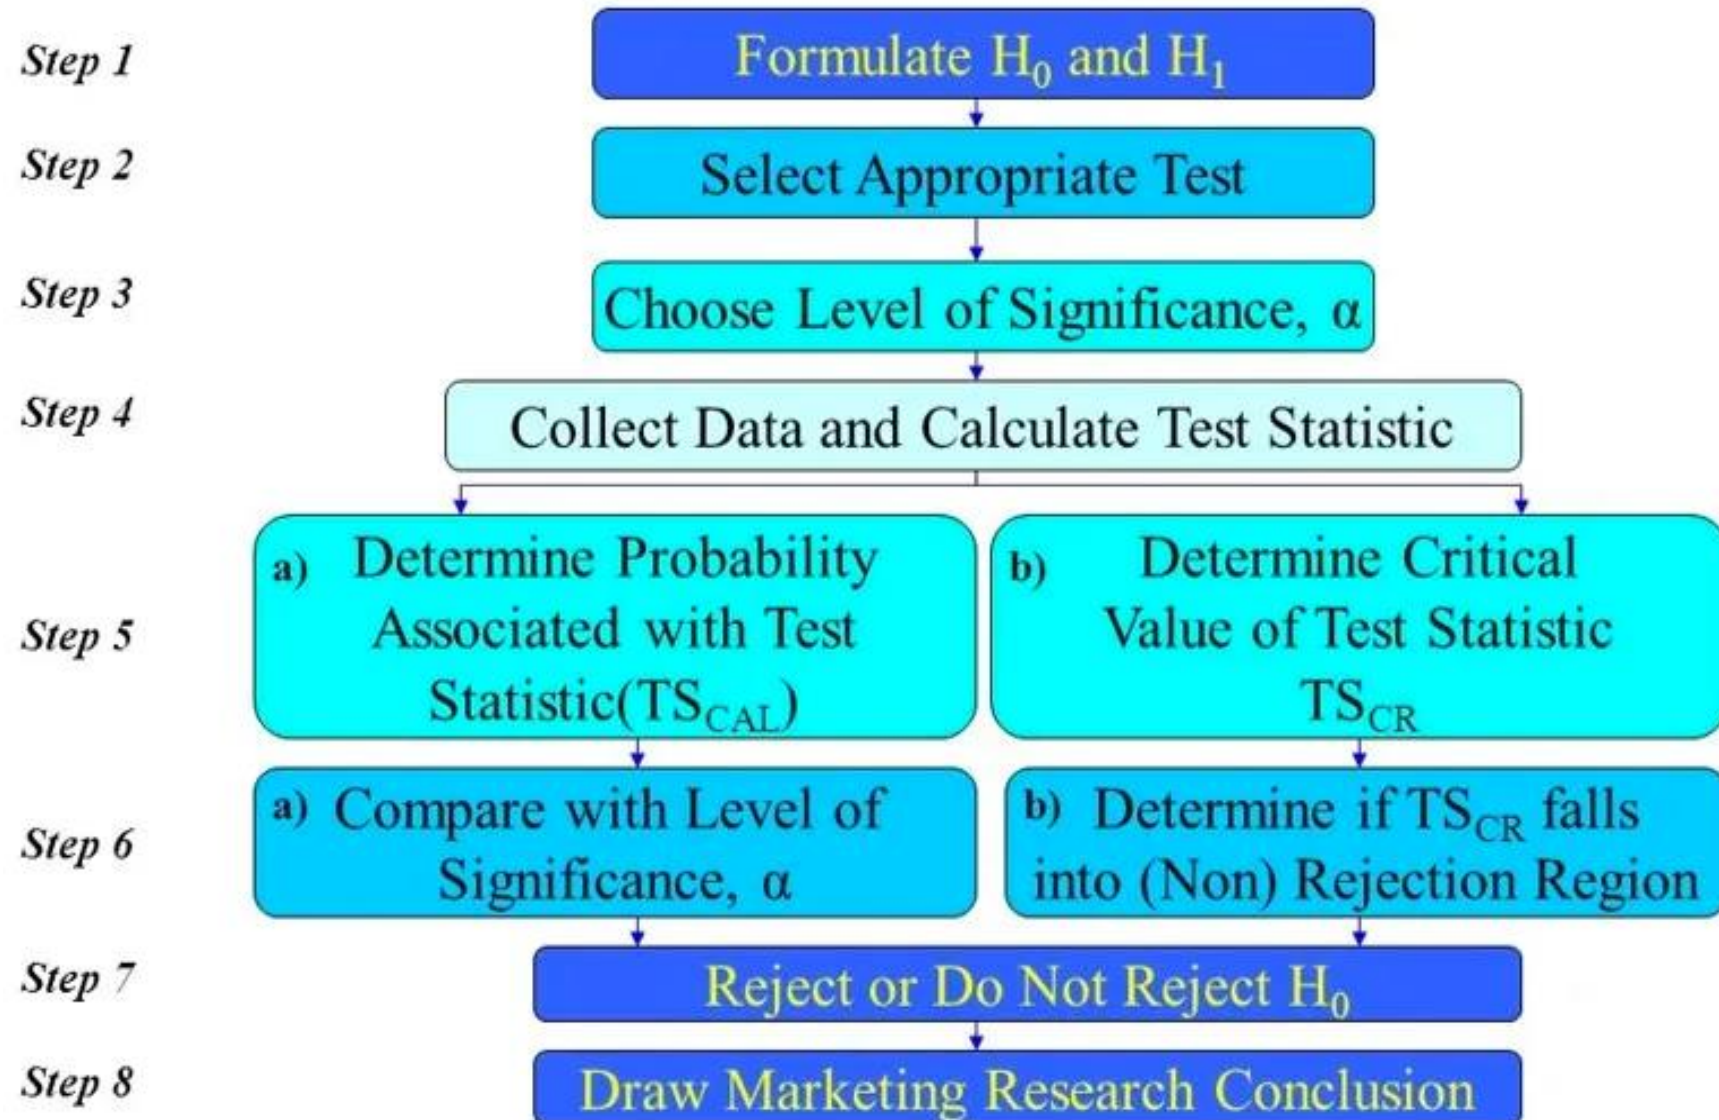 Step 1
Formulate H₀ and H₁
Step 2
Select Appropriate Test
Step 3
Choose Level of Significance, α
Step 4
Collect Data and Calculate Test Statistic
Step 5
a) Determine Probability
Associated with Test
Statistic(TS_CAL)
b) Determine Critical
Value of Test Statistic
TS_CR
Step 6
a) Compare with Level of
Significance, α
b) Determine if TS_CR falls
into (Non) Rejection Region
Step 7
Reject or Do Not Reject H₀
Step 8
Draw Marketing Research Conclusion